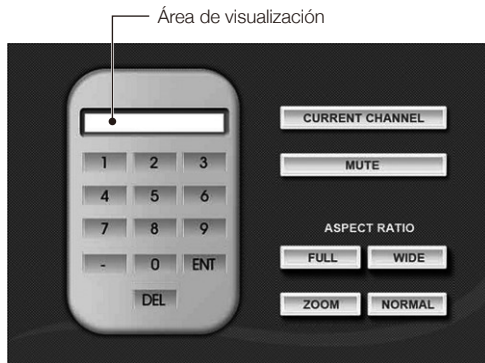 Área de visualización
CURRENT CHANNEL
MUTE
1 2 3
4 5 6
7 8 9
- 0 ENT
DEL
ASPECT RATIO
FULL WIDE
ZOOM NORMAL